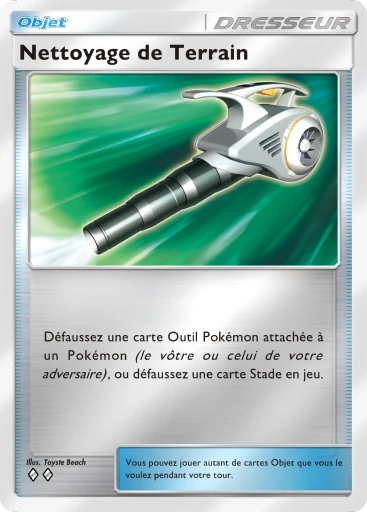 Objet
DRESSEUR
Nettoyage de Terrain
Défaussez une carte Outil Pokémon attachée à
un Pokémon (le vôtre ou celui de votre
adversaire), ou défaussez une carte Stade en jeu.
Illus. Toyste Beach
Vous pouvez jouer autant de cartes Objet que vous le
voulez pendant votre tour.